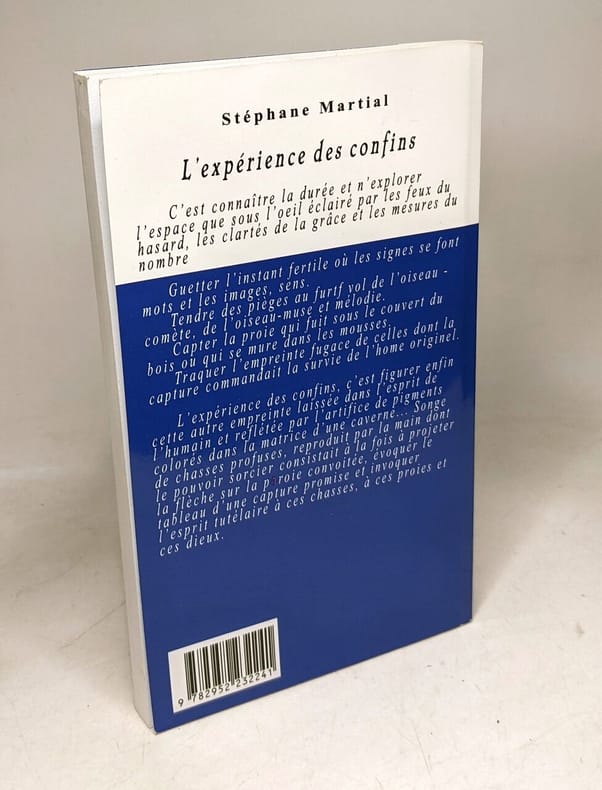 Stéphane Martial
L'expérience des confins
C'est connaître la durée et n'explorer
l'espace que sous l'oeil éclairé par les feux du
hasard, les clartés de la grâce et les mesures du
nombre
Guetter l'instant fertile où les signes se font
mots et les images, sens.
Tendre des pièges au furtf vol de l'oiseau -
comète, de l'oiseau-muse et mélodie.
Capter la proie qui fuit sous le couvert du
bois ou qui se mure dans les mousses.
Traquer l'empreinte fugace de celles dont la
capture commandait la survie de l'home originel.
L'expérience des confins, c'est figurer enfin
cette autre empreinte laissée dans l'esprit de
l'humain et reflétée par l'artifice de pigments
colorés dans la matrice d'une caverne... Songe
de chasses profuses, reproduit par la main dont
le pouvoir sorcier consistait à la fois à projeter
la flèche sur la paroie convoitée, évoquer le
tableau d'une capture promise et invoquer
l'esprit tutélaire à ces chasses, à ces proies et
ces dieux.
9 782952 232241